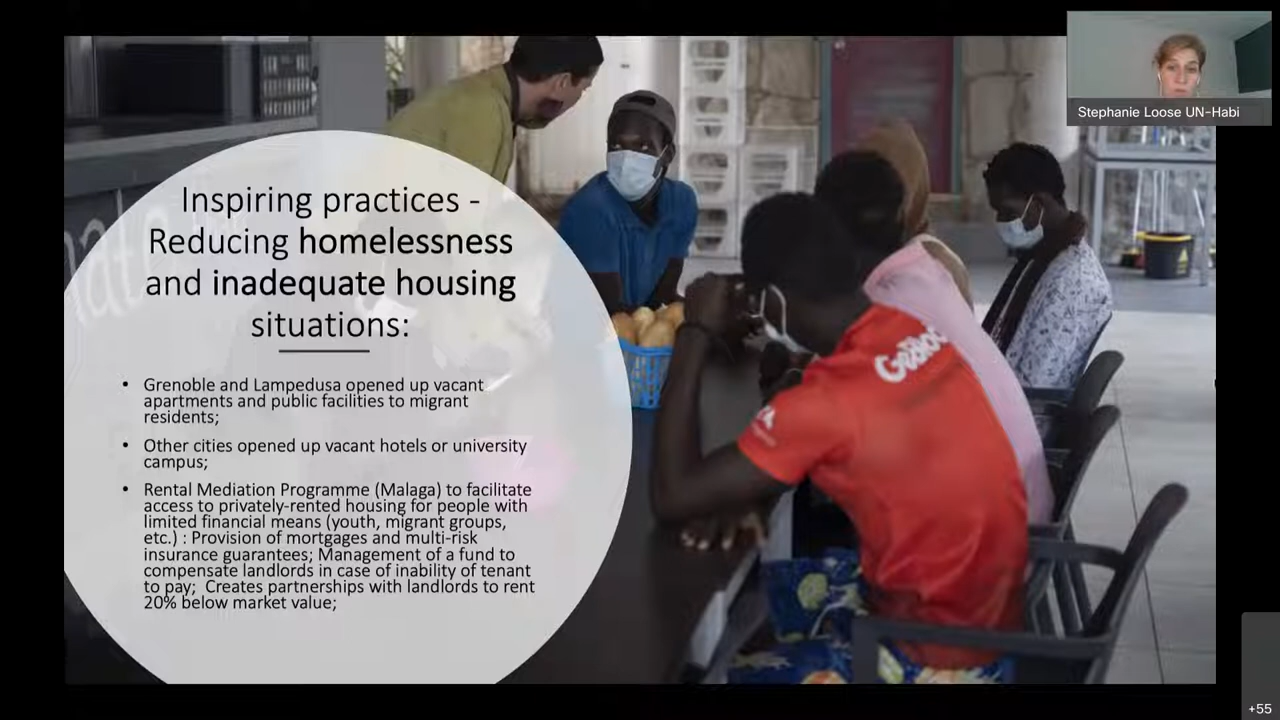 Stephanie Loose UN-Habi
Inspiring practices -
Reducing homelessness
and inadequate housing
situations:
• Grenoble and Lampedusa opened up vacant
apartments and public facilities to migrant
residents;
• Other cities opened up vacant hotels or university
campus;
• Rental Mediation Programme (Malaga) to facilitate
access to privately-rented housing for people with
limited financial means (youth, migrant groups,
etc.) : Provision of mortgages and multi-risk
insurance guarantees; Management of a fund to
compensate landlords in case of inability of tenant
to pay; Creates partnerships with landlords to rent
20% below market value;
+55